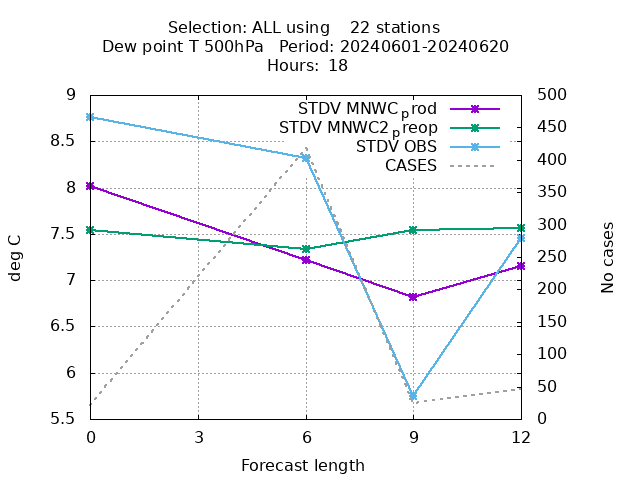 Selection: ALL using    22 stations
Dew point T 500hPa   Period: 20240601-20240620
Hours:  18
STDV MNWCprod
STDV MNWC2preop
STDV OBS
CASES
9
8.5
8
7.5
7
6.5
6
5.5
500
450
400
350
300
250
200
150
100
50
0
deg C
No cases
0 3 6 9 12
Forecast length